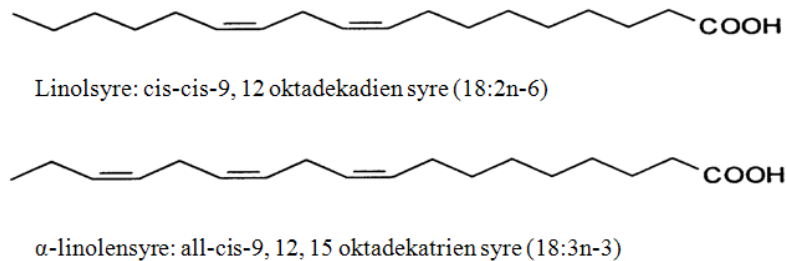 COOH
Linolsyre: cis-cis-9, 12 oktadekadien syre (18:2n-6)
COOH
α-linolensyre: all-cis-9, 12, 15 oktadekatrien syre (18:3n-3)